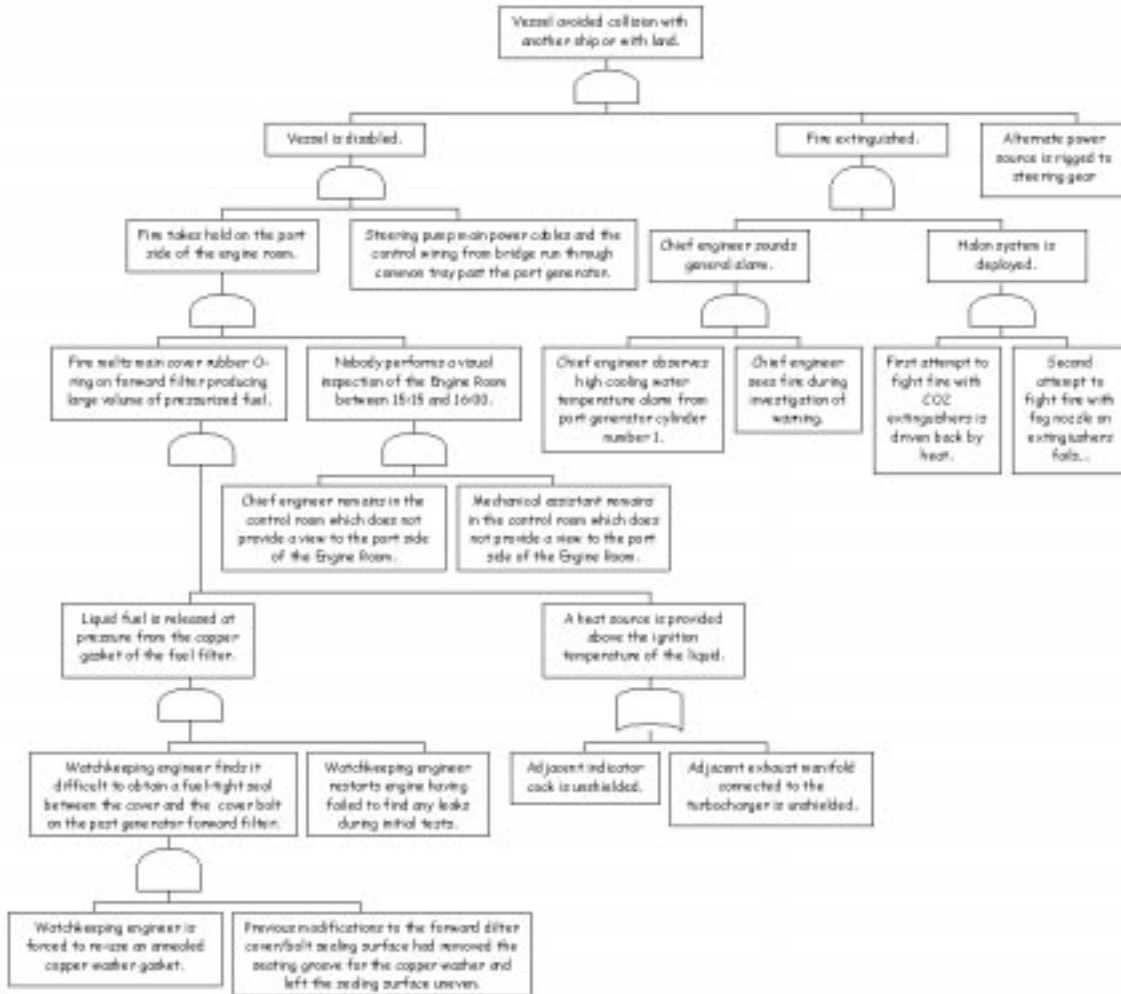 Vessel avoided collision with
another ship or with land.
Vessel is disabled.
Fire extinguished.
Alternate power
source is rigged to
steering gear
Fire takes hold on the port
side of the engine room.
Steering pump main power cables and the
control wiring from bridge run through
common tray past the port generator.
Chief engineer sounds
general alarm.
Halon system is
deployed.
Fire melts main cover rubber O-
ring on forward filter producing
large volume of pressurized fuel.
Nobody performs a visual
inspection of the Engine Room
between 15:15 and 16:00.
Chief engineer observes
high cooling water
temperature alarm from
port generator cylinder
number 1.
Chief engineer
sees fire during
investigation of
warning.
First attempt to
fight fire with
CO2
extinguishers is
driven back by
heat.
Second
attempt to
fight fire with
fog nozzle on
extinguishers
fails...
Chief engineer remains in the
control room which does not
provide a view to the port side
of the Engine Room.
Mechanical assistant remains
in the control room which does
not provide a view to the port
side of the Engine Room.
Liquid fuel is released at
pressure from the copper
gasket of the fuel filter.
A heat source is provided
above the ignition
temperature of the liquid.
Watchkeeping engineer finds it
difficult to obtain a fuel-tight seal
between the cover and the cover bolt
on the post generator forward filter.
Watchkeeping engineer
restarts engine having
failed to find any leaks
during initial tests.
Adjacent indicator
cock is unshielded.
Adjacent exhaust manifold
connected to the
turbocharger is unshielded.
Watchkeeping engineer is
forced to re-use an annealed
copper washer gasket.
Previous modifications to the forward dilter
cover/bolt sealing surface had removed the
seating groove for the copper washer and
left the sealing surface uneven.